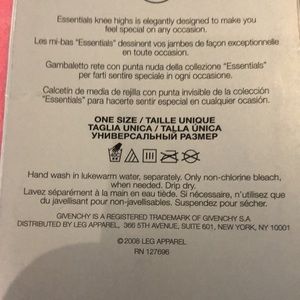 Essentials knee highs is elegantly designed to make you
feel special on any occasion.
Les mi-bas "Essentials" dessinent vos jambes de façon exceptionnelle
en toute occasion.
Gambaletto rete con punta nuda della collezione "Essentials"
per farti sentire speciale in ogni occasione.
Calcetín de media de rejilla con punta invisible de la colección
"Essentials" para hacerte sentir especial en cualquier ocasión.
ONE SIZE / TAILLE UNIQUE
TAGLIA UNICA / TALLA ÚNICA
УНИВЕРСАЛЬНЫЙ РАЗМЕР
Hand wash in lukewarm water, separately. Only non-chlorine bleach,
when needed. Drip dry.
Lavez séparément à la main en eau tiède. Si nécessaire, n'utilisez que
du javellisant pour non-javellisants. Suspendez pour sécher.
GIVENCHY IS A REGISTERED TRADEMARK OF GIVENCHY S.A
DISTRIBUTED BY LEG APPAREL, 366 5TH AVENUE, SUITE 601, NEW YORK, NY 10001
© 2008 LEG APPAREL
RN 127696